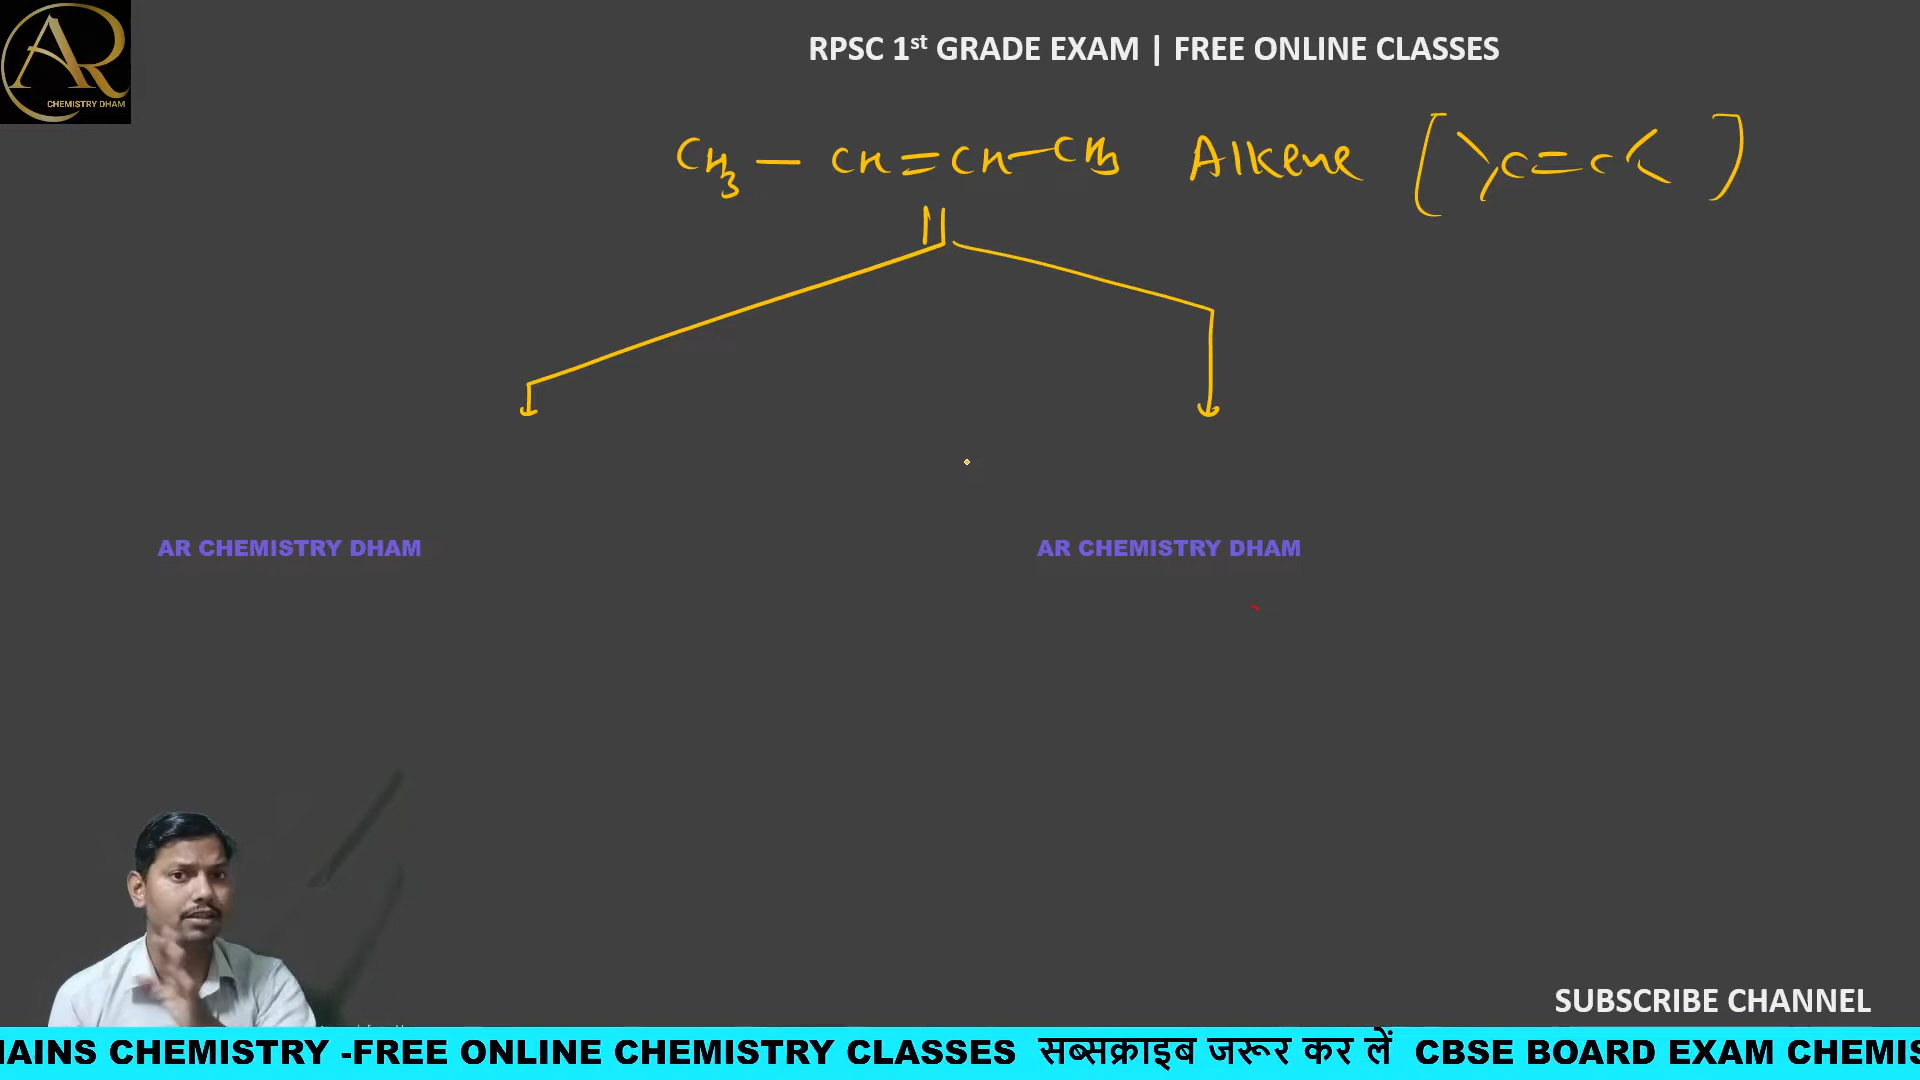 AR
CHEMISTRY DHAM
RPSC 1st GRADE EXAM | FREE ONLINE CLASSES
CH3 — CH = CH — CH3 Alkene [ >C=C< ]
AR CHEMISTRY DHAM
AR CHEMISTRY DHAM
SUBSCRIBE CHANNEL
MAINS CHEMISTRY -FREE ONLINE CHEMISTRY CLASSES सब्सक्राइब जरूर कर लें CBSE BOARD EXAM CHEMIS